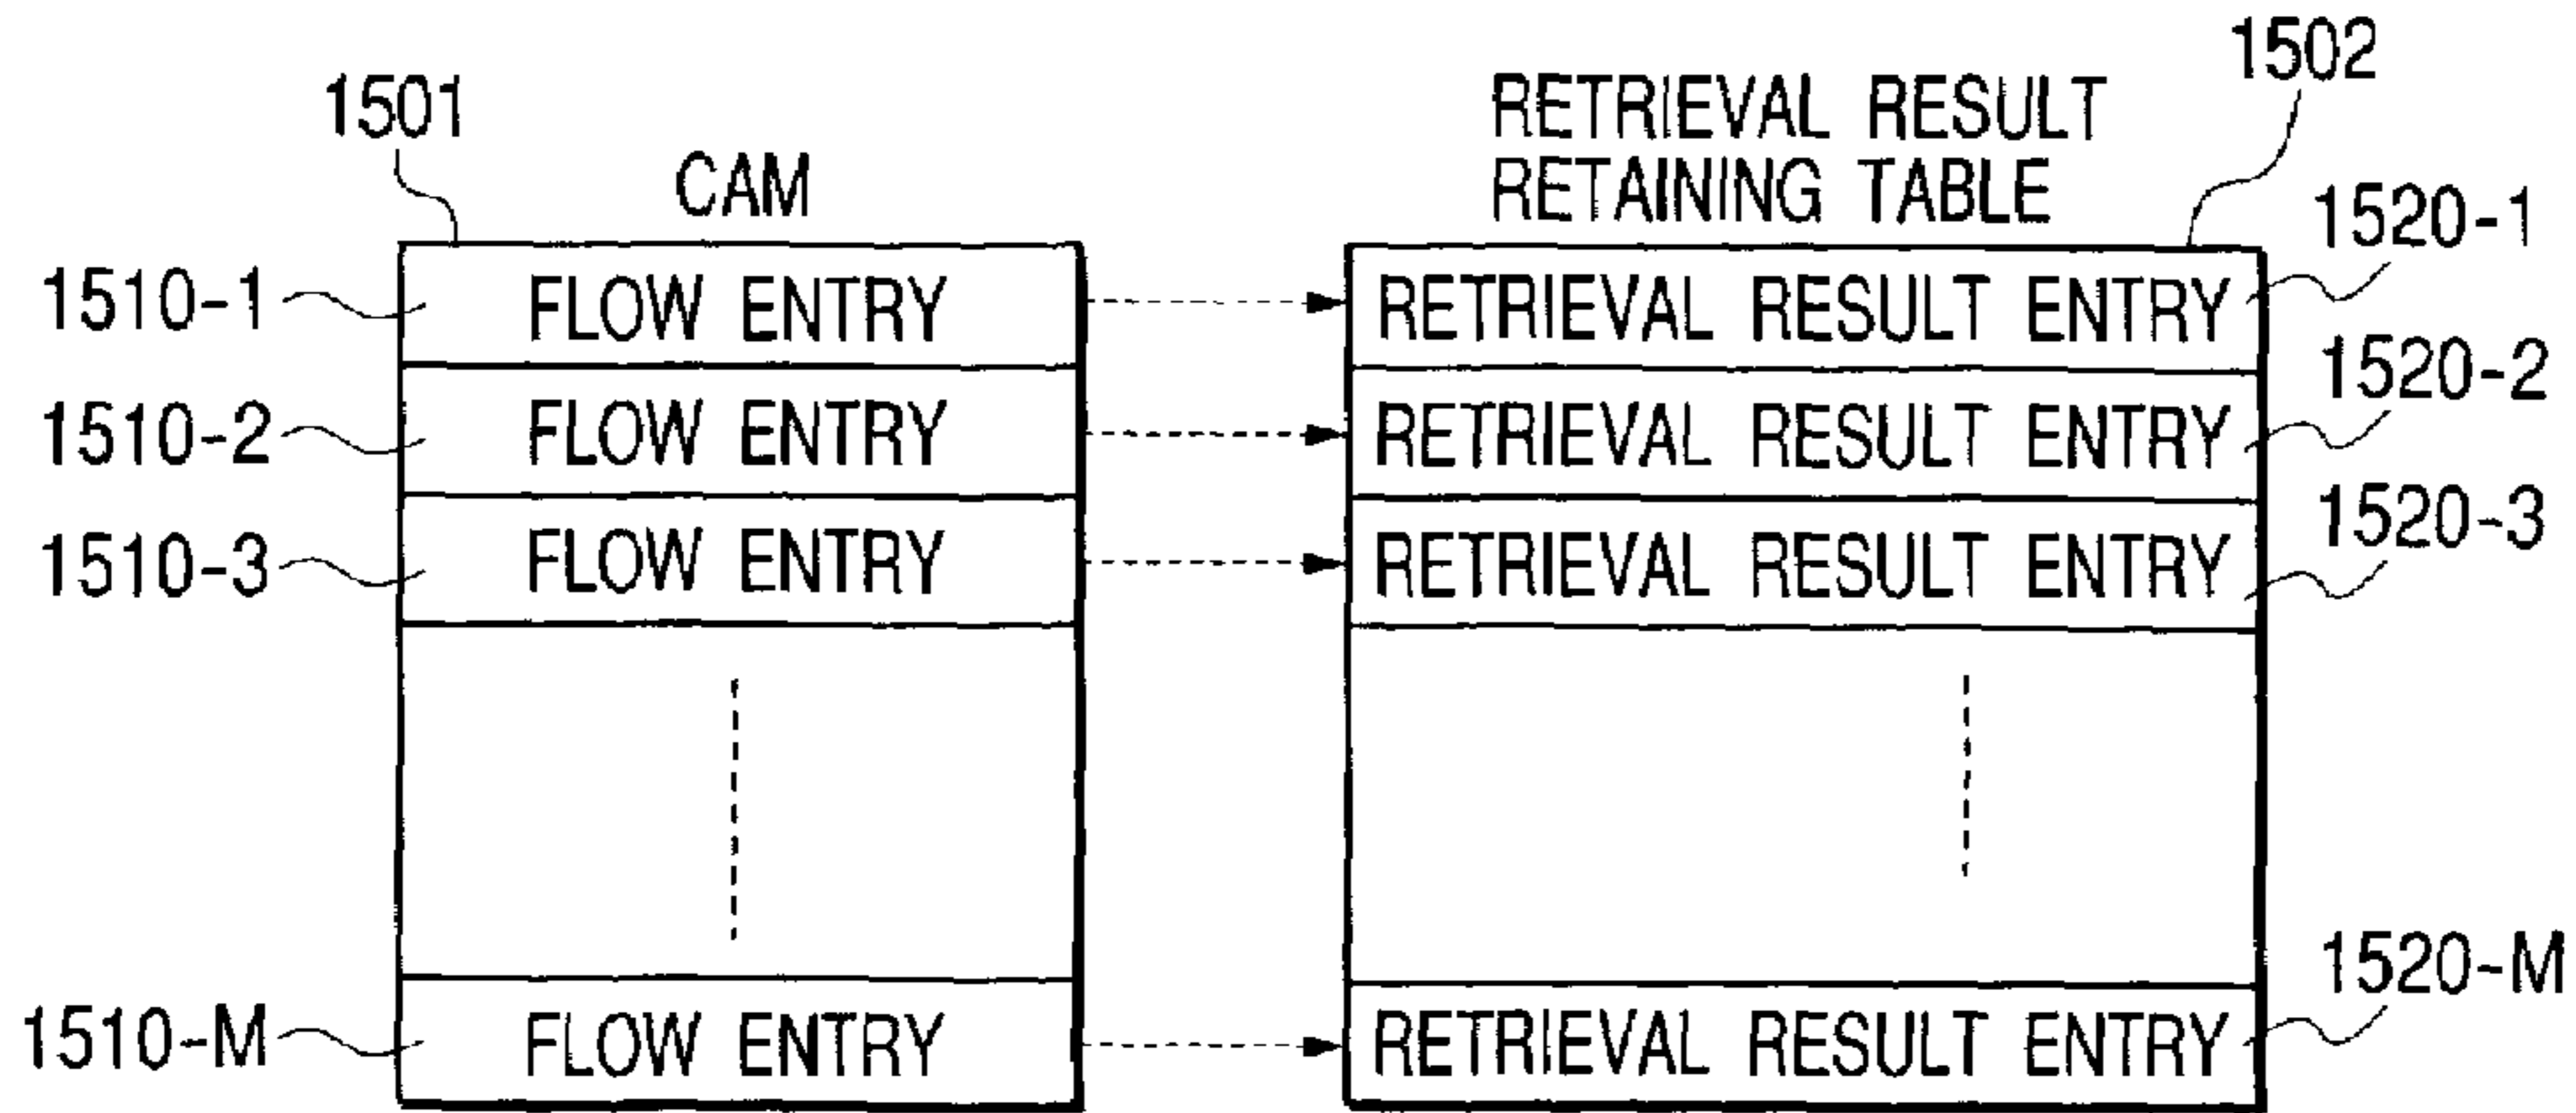 1501
CAM
RETRIEVAL RESULT
RETAINING TABLE
1502
1510-1
FLOW ENTRY
RETRIEVAL RESULT ENTRY
1520-1
1510-2
FLOW ENTRY
RETRIEVAL RESULT ENTRY
1520-2
1510-3
FLOW ENTRY
RETRIEVAL RESULT ENTRY
1520-3
1510-M
FLOW ENTRY
RETRIEVAL RESULT ENTRY
1520-M